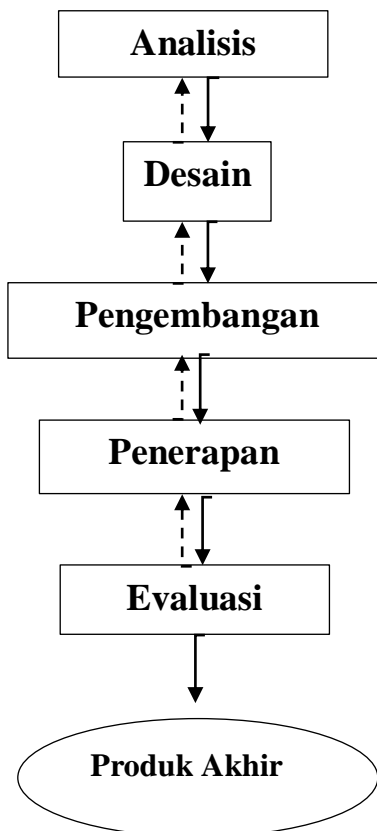 Analisis
Desain
Pengembangan
Penerapan
Evaluasi
Produk Akhir